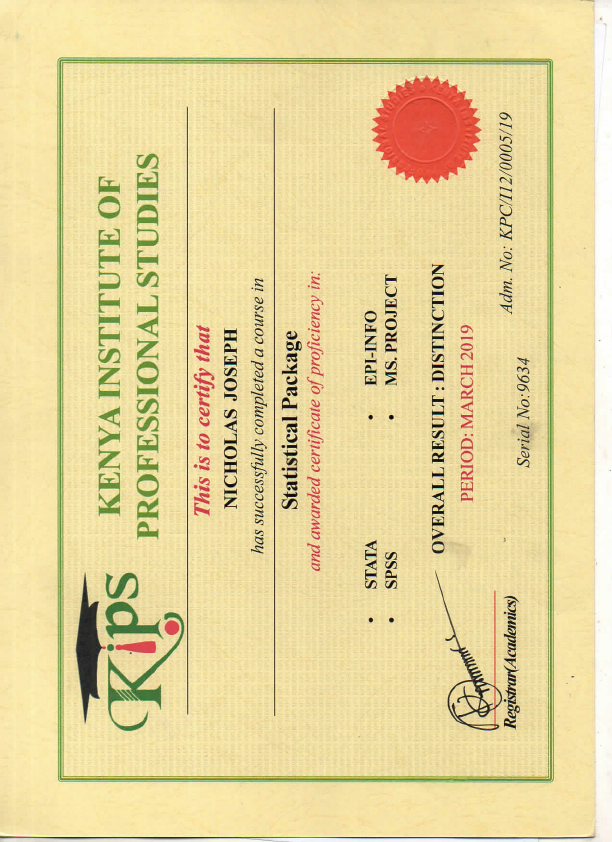 Kips
KENYA INSTITUTE OF
PROFESSIONAL STUDIES
This is to certify that
NICHOLAS JOSEPH
has successfully completed a course in
Statistical Package
and awarded certificate of proficiency in:
• STATA • EPI-INFO
• SPSS • MS. PROJECT
OVERALL RESULT : DISTINCTION
PERIOD: MARCH 2019
Registrar(Academics)
Serial No:9634
Adm. No: KPC/112/0005/19